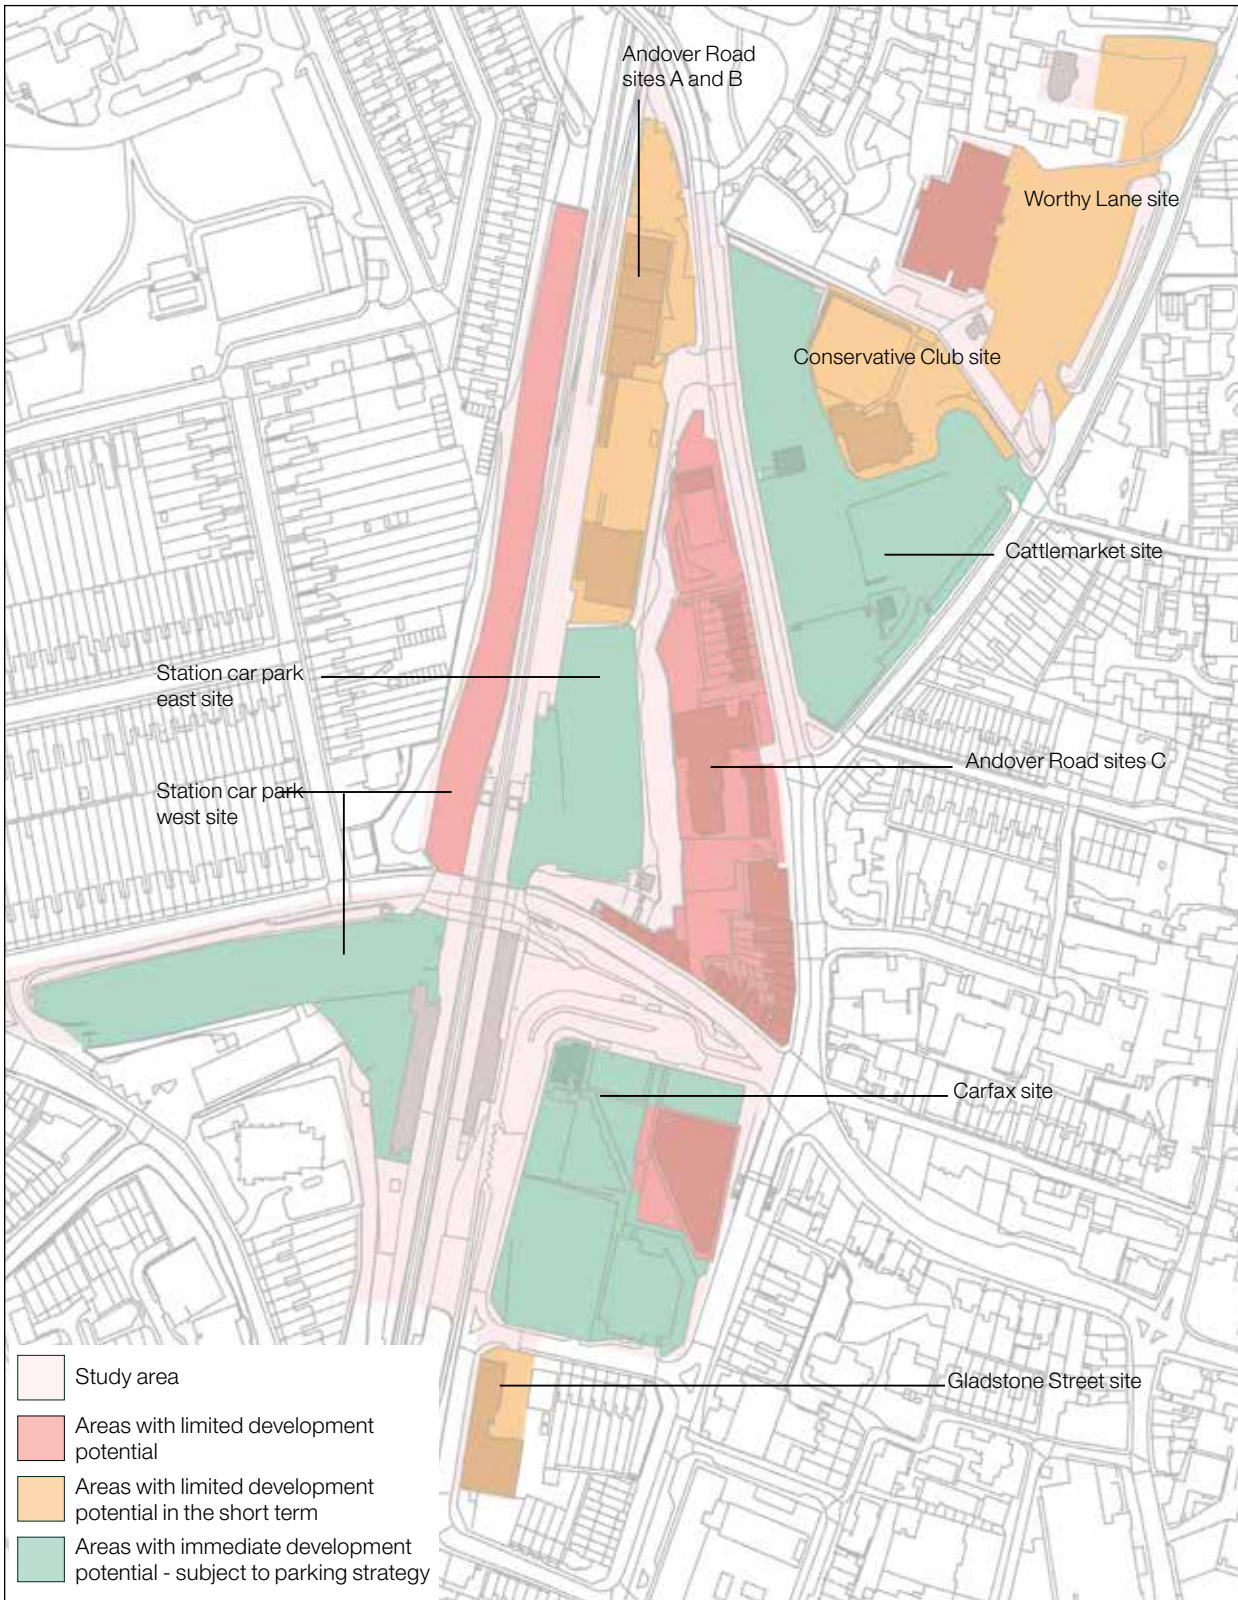 Andover Road
sites A and B
Worthy Lane site
Conservative Club site
Cattlemarket site
Station car park
east site
Andover Road sites C
Station car park
west site
Carfax site
Gladstone Street site
Study area
Areas with limited development
potential
Areas with limited development
potential in the short term
Areas with immediate development
potential - subject to parking strategy